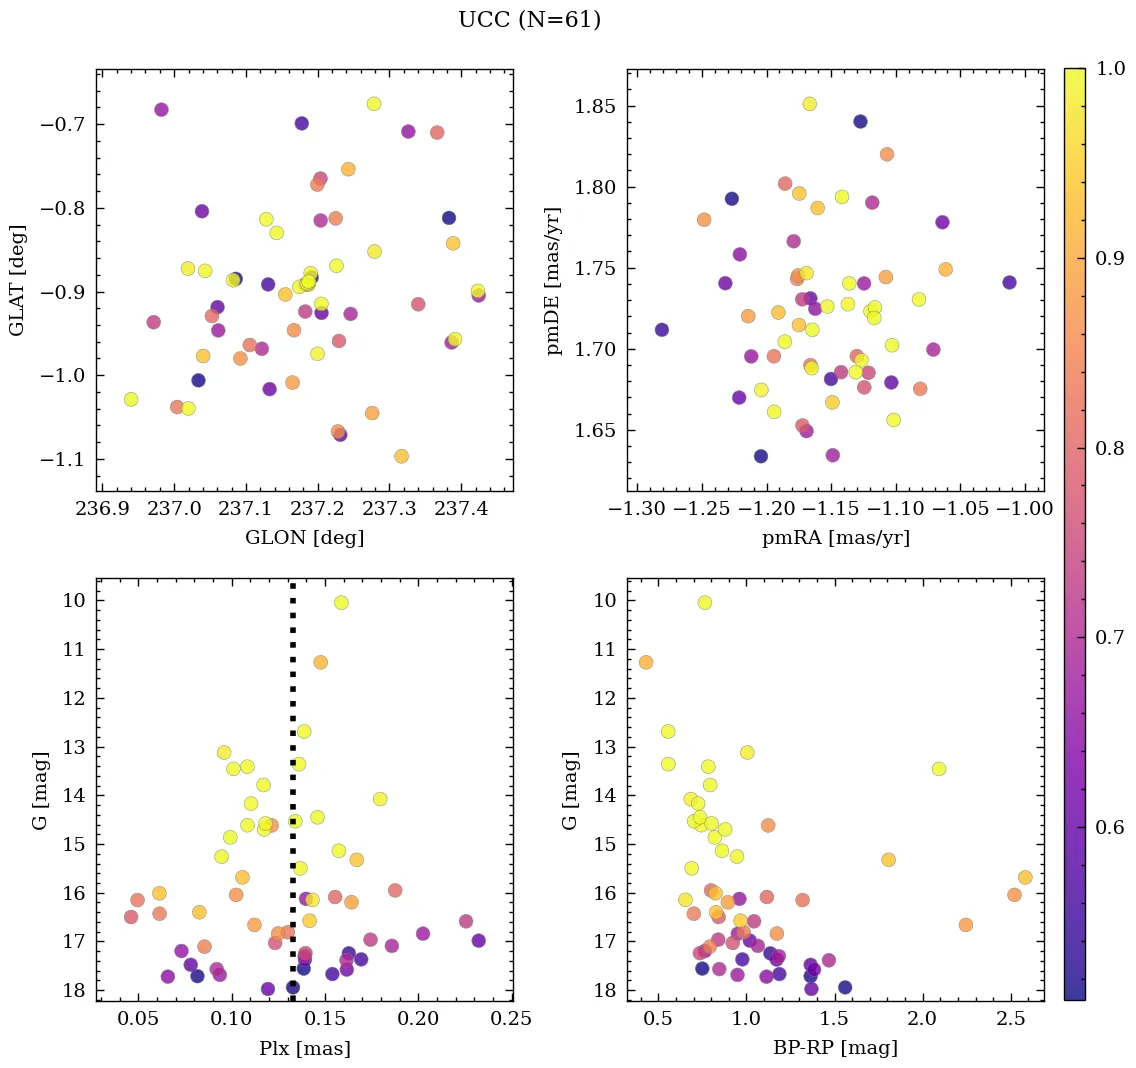 UCC (N=61)
−0.7
−0.8
−0.9
−1.0
−1.1
GLAT [deg]
236.9 237.0 237.1 237.2 237.3 237.4
GLON [deg]
1.85
1.80
1.75
1.70
1.65
pmDE [mas/yr]
−1.30 −1.25 −1.20 −1.15 −1.10 −1.05 −1.00
pmRA [mas/yr]
1.0
0.9
0.8
0.7
0.6
10
11
12
13
14
15
16
17
18
G [mag]
0.05 0.10 0.15 0.20 0.25
Plx [mas]
10
11
12
13
14
15
16
17
18
G [mag]
0.5 1.0 1.5 2.0 2.5
BP-RP [mag]